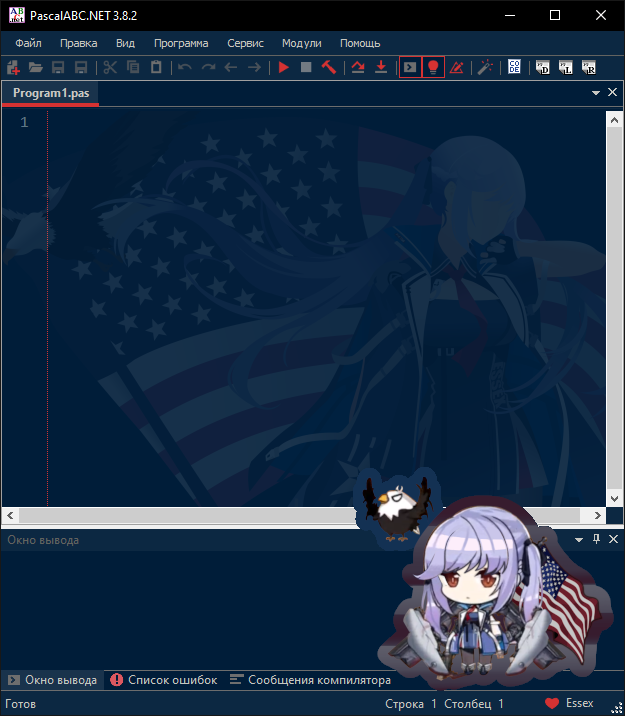 PascalABC.NET 3.8.2
Файл Правка Вид Программа Сервис Модули Помощь
Program1.pas
1
Окно вывода
Окно вывода Список ошибок Сообщения компилятора
Готов Строка 1 Столбец 1 Essex